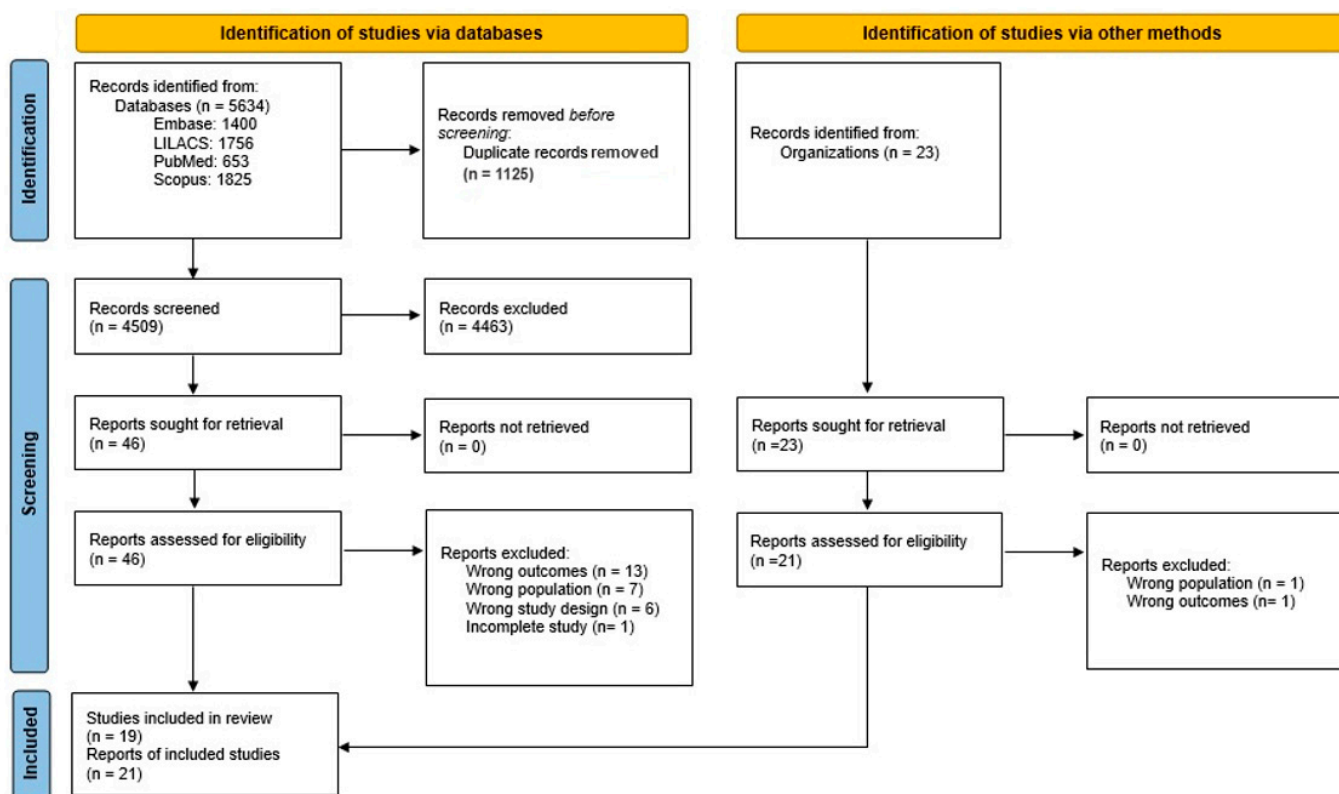 Identification of studies via databases
Identification of studies via other methods
Identification
Records identified from:
Databases (n = 5634)
Embase: 1400
LILACS: 1756
PubMed: 653
Scopus: 1825
Records removed before
screening:
Duplicate records removed
(n = 1125)
Records identified from:
Organizations (n = 23)
Screening
Records screened
(n = 4509)
Records excluded
(n = 4463)
Reports sought for retrieval
(n = 46)
Reports not retrieved
(n = 0)
Reports sought for retrieval
(n =23)
Reports not retrieved
(n = 0)
Reports assessed for eligibility
(n = 46)
Reports excluded:
Wrong outcomes (n = 13)
Wrong population (n = 7)
Wrong study design (n = 6)
Incomplete study (n= 1)
Reports assessed for eligibility
(n =21)
Reports excluded:
Wrong population (n = 1)
Wrong outcomes (n= 1)
Included
Studies included in review
(n = 19)
Reports of included studies
(n = 21)